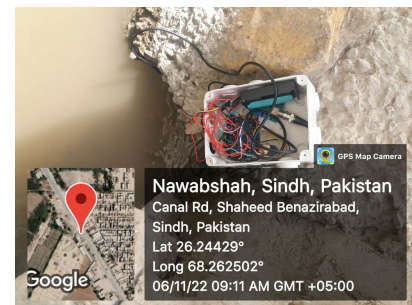 GPS Map Camera
Nawabshah, Sindh, Pakistan
Canal Rd, Shaheed Benazirabad,
Sindh, Pakistan
Lat 26.24429°
Long 68.262502°
06/11/22 09:11 AM GMT +05:00
Google